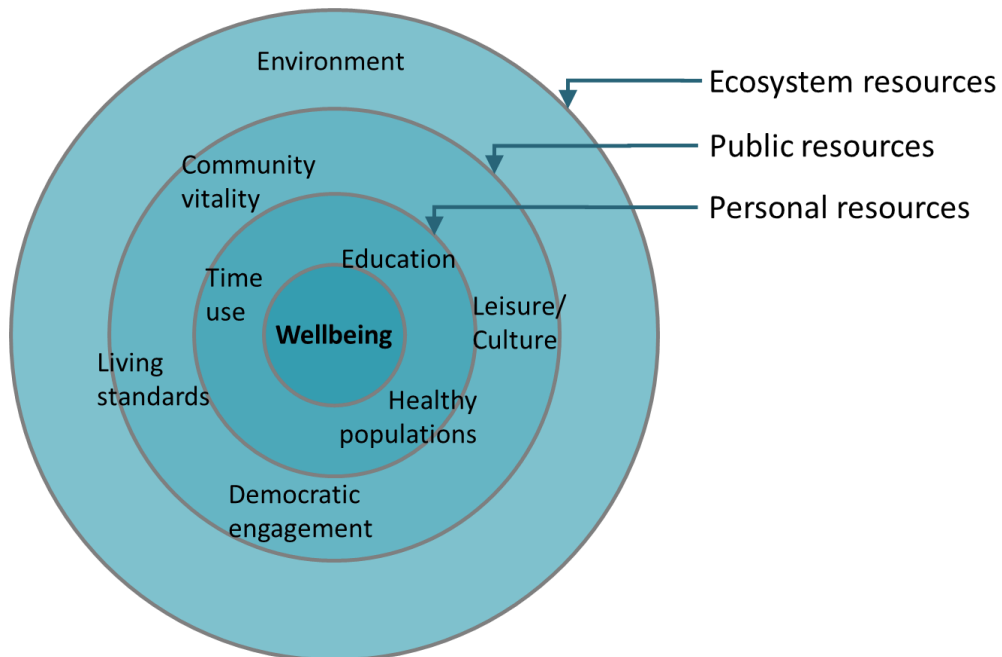 Environment
Ecosystem resources
Public resources
Personal resources
Community
vitality
Education
Time
use
Leisure/
Culture
Wellbeing
Living
standards
Healthy
populations
Democratic
engagement